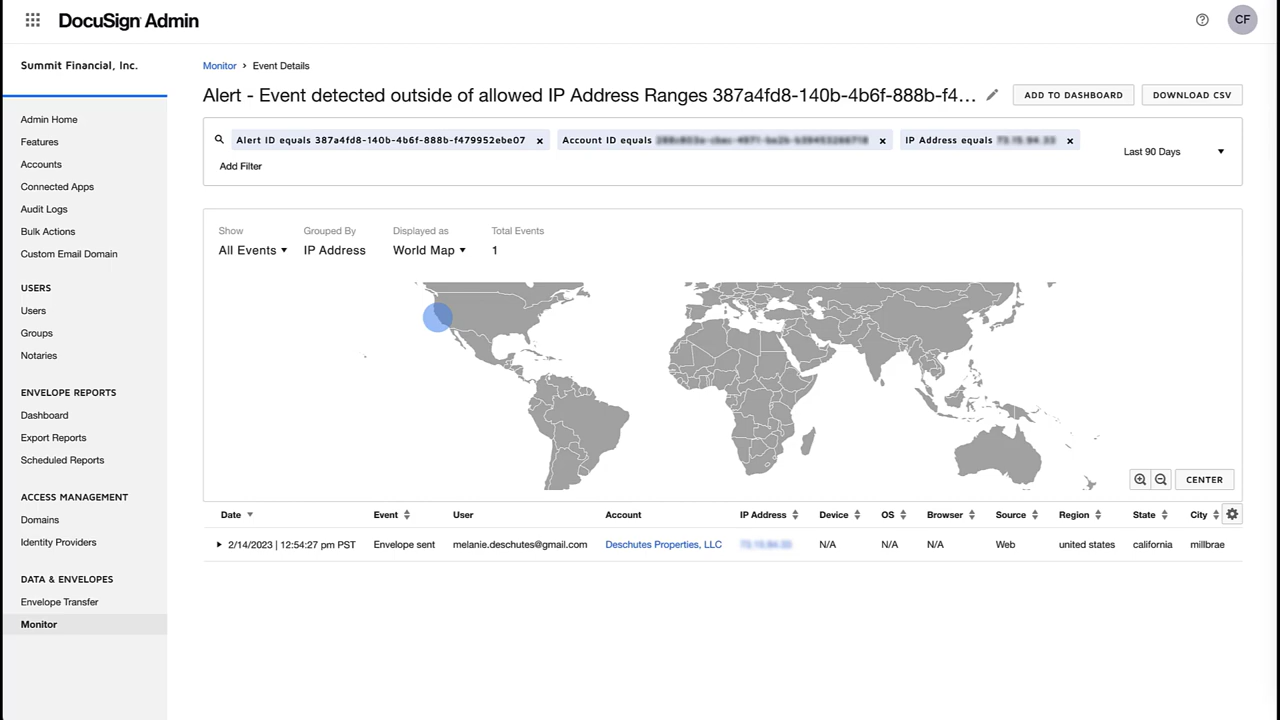 DocuSign Admin
CF
Summit Financial, Inc.
Admin Home
Features
Accounts
Connected Apps
Audit Logs
Bulk Actions
Custom Email Domain
USERS
Users
Groups
Notaries
ENVELOPE REPORTS
Dashboard
Export Reports
Scheduled Reports
ACCESS MANAGEMENT
Domains
Identity Providers
DATA & ENVELOPES
Envelope Transfer
Monitor
Monitor > Event Details
Alert - Event detected outside of allowed IP Address Ranges 387a4fd8-140b-4b6f-888b-f4...
ADD TO DASHBOARD
DOWNLOAD CSV
Alert ID equals 387a4fd8-140b-4b6f-888b-f479952ebe07 × Account ID equals × IP Address equals ×
Add Filter
Last 90 Days
Show Grouped By Displayed as Total Events
All Events IP Address World Map 1
CENTER
Date Event User Account IP Address Device OS Browser Source Region State City
2/14/2023 | 12:54:27 pm PST Envelope sent melanie.deschutes@gmail.com Deschutes Properties, LLC N/A N/A N/A Web united states california millbrae